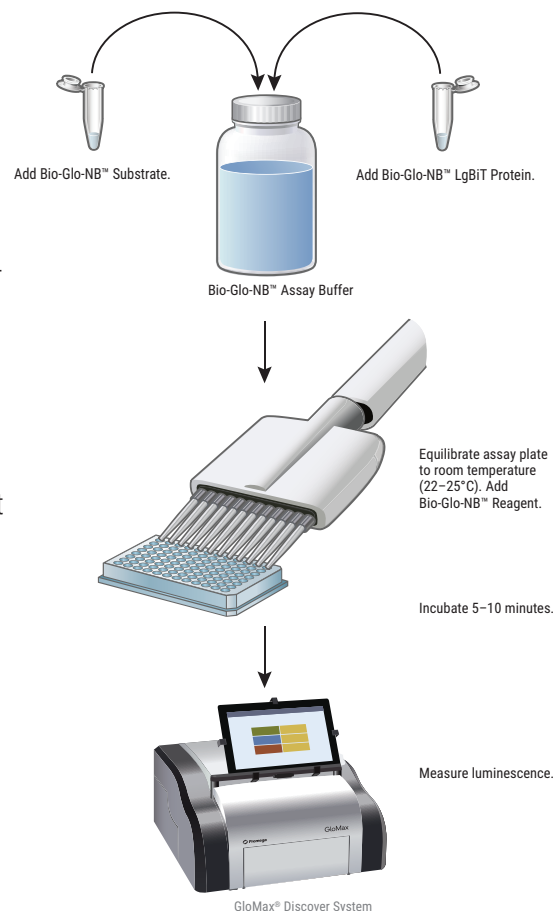 Add Bio-Glo-NB™ Substrate.
Add Bio-Glo-NB™ LgBiT Protein.
Bio-Glo-NB™ Assay Buffer
Equilibrate assay plate
to room temperature
(22–25°C). Add
Bio-Glo-NB™ Reagent.
Incubate 5–10 minutes.
Measure luminescence.
Promega
GloMax
GloMax® Discover System